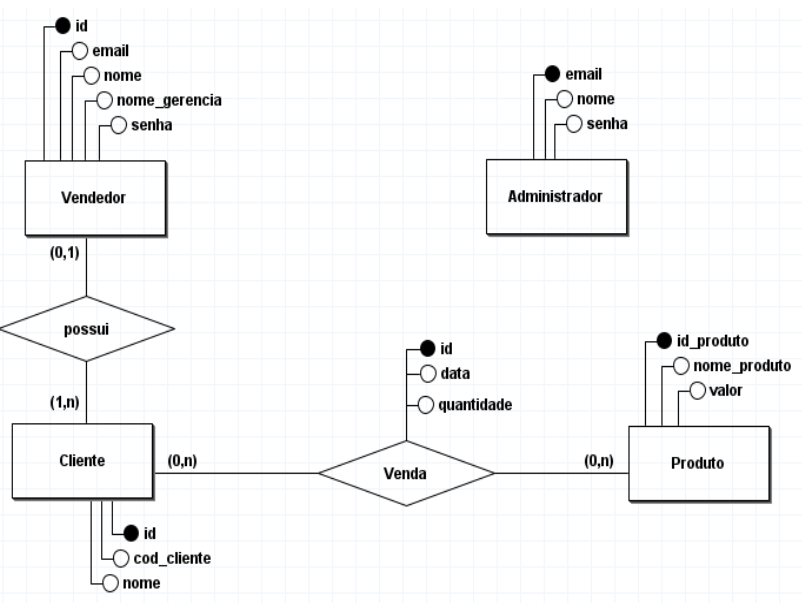 id
email
nome
nome_gerencia
senha
Vendedor
email
nome
senha
Administrador
(0,1)
possui
(1,n)
Cliente
id
cod_cliente
nome
(0,n)
id
data
quantidade
Venda
(0,n)
id_produto
nome_produto
valor
Produto